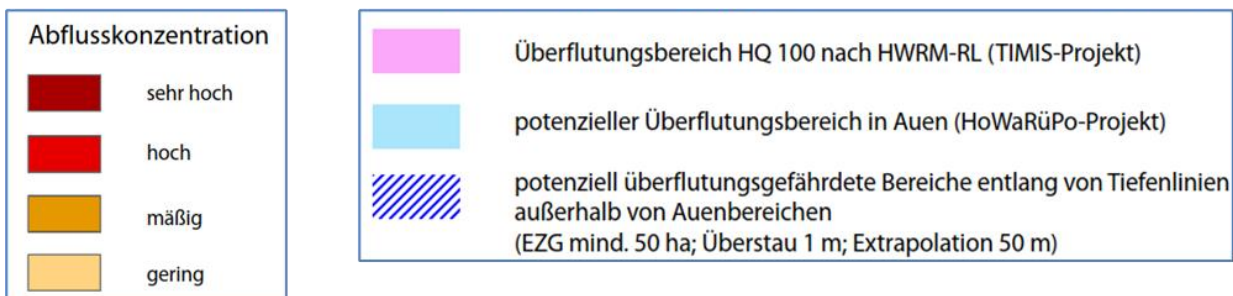 Abflusskonzentration
sehr hoch
hoch
mäßig
gering
Überflutungsbereich HQ 100 nach HWRM-RL (TIMIS-Projekt)
potenzieller Überflutungsbereich in Auen (HoWaRüPo-Projekt)
potenziell überflutungsgefährdete Bereiche entlang von Tiefenlinien
außerhalb von Auenbereichen
(EZG mind. 50 ha; Überstau 1 m; Extrapolation 50 m)